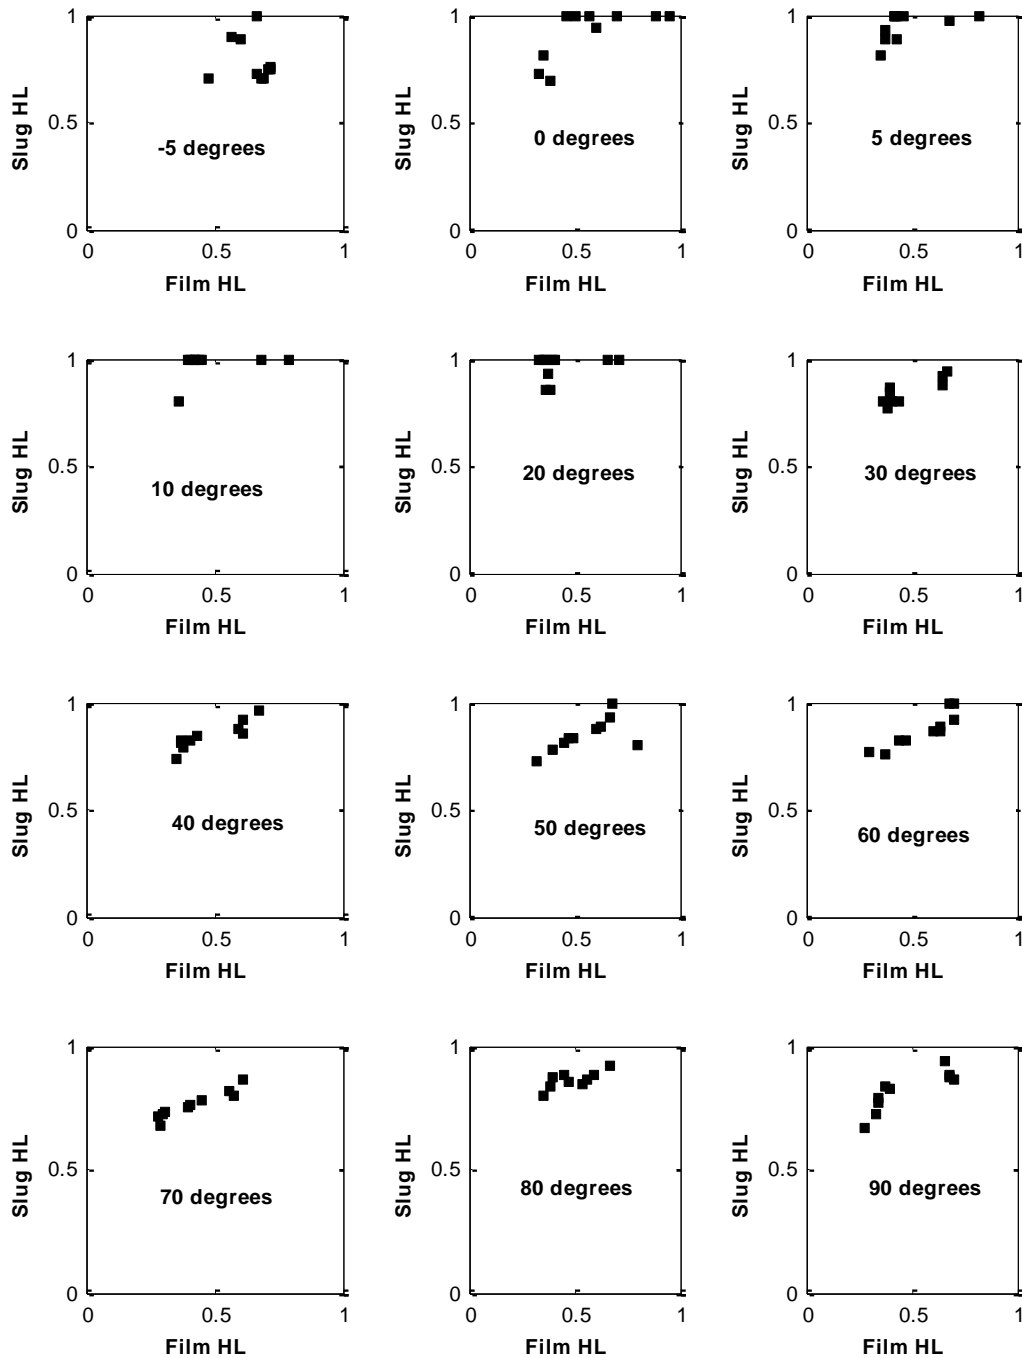 1 1 1
Slug HL Slug HL Slug HL
0.5 0.5 0.5
-5 degrees 0 degrees 5 degrees
0 0 0
0 0.5 1 0 0.5 1 0 0.5 1
Film HL Film HL Film HL
1 1 1
Slug HL Slug HL Slug HL
0.5 0.5 0.5
10 degrees 20 degrees 30 degrees
0 0 0
0 0.5 1 0 0.5 1 0 0.5 1
Film HL Film HL Film HL
1 1 1
Slug HL Slug HL Slug HL
0.5 0.5 0.5
40 degrees 50 degrees 60 degrees
0 0 0
0 0.5 1 0 0.5 1 0 0.5 1
Film HL Film HL Film HL
1 1 1
Slug HL Slug HL Slug HL
0.5 0.5 0.5
70 degrees 80 degrees 90 degrees
0 0 0
0 0.5 1 0 0.5 1 0 0.5 1
Film HL Film HL Film HL